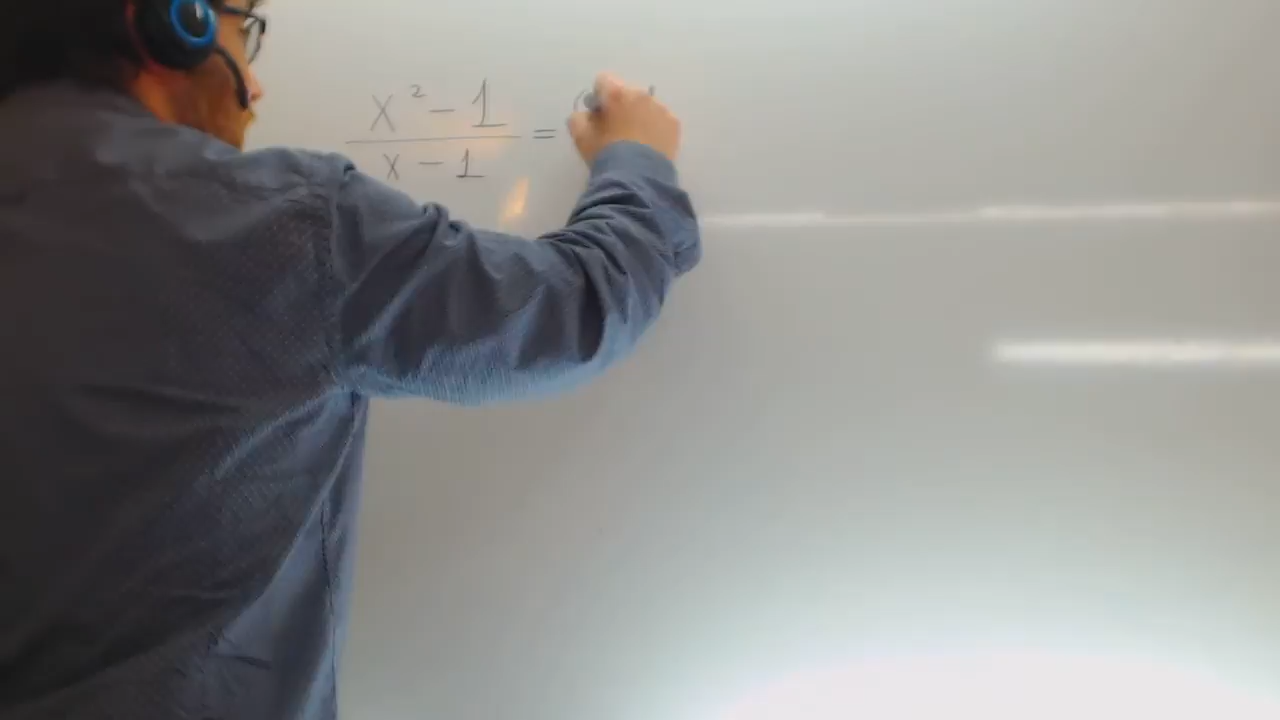 x² - 1
x - 1 = (